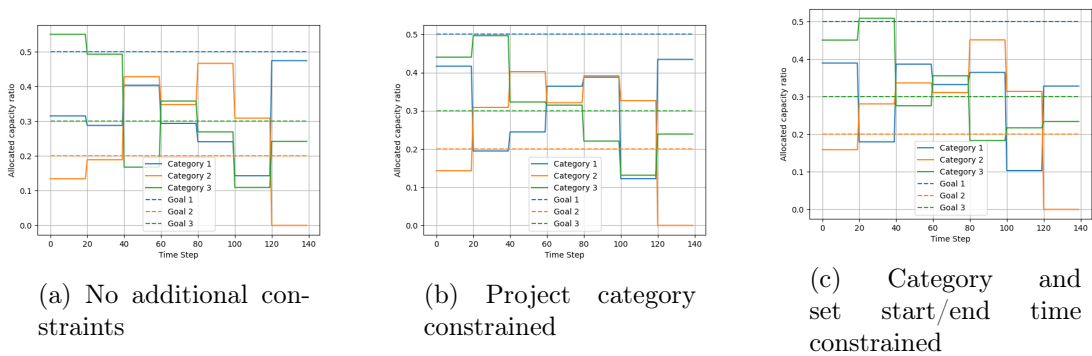 Allocated capacity ratio
0.5
0.4
0.3
0.2
0.1
0.0
Category 1
Category 2
Category 3
Goal 1
Goal 2
Goal 3
0 20 40 60 80 100 120 140
Time Step
(a) No additional con-
straints
Allocated capacity ratio
0.5
0.4
0.3
0.2
0.1
0.0
Category 1
Category 2
Category 3
Goal 1
Goal 2
Goal 3
0 20 40 60 80 100 120 140
Time Step
(b) Project category
constrained
Allocated capacity ratio
0.5
0.4
0.3
0.2
0.1
0.0
Category 1
Category 2
Category 3
Goal 1
Goal 2
Goal 3
0 20 40 60 80 100 120 140
Time Step
(c) Category and
set start/end time
constrained